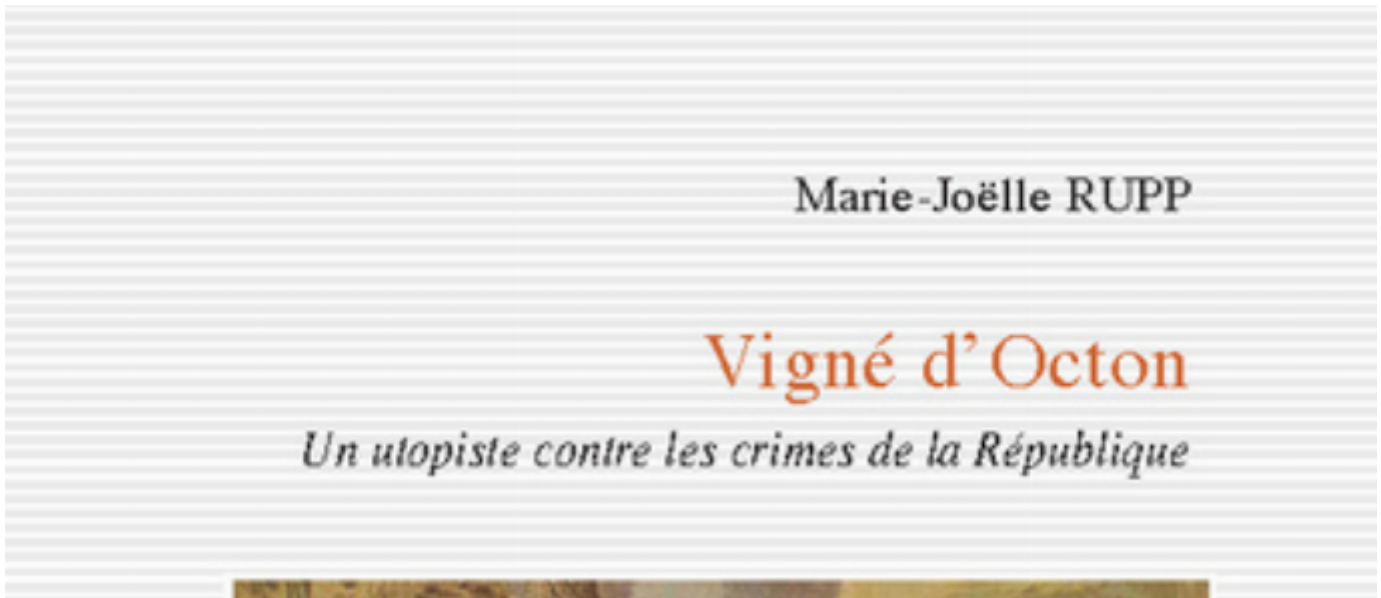 Marie-Joëlle RUPP
Vigné d'Octon
Un utopiste contre les crimes de la République